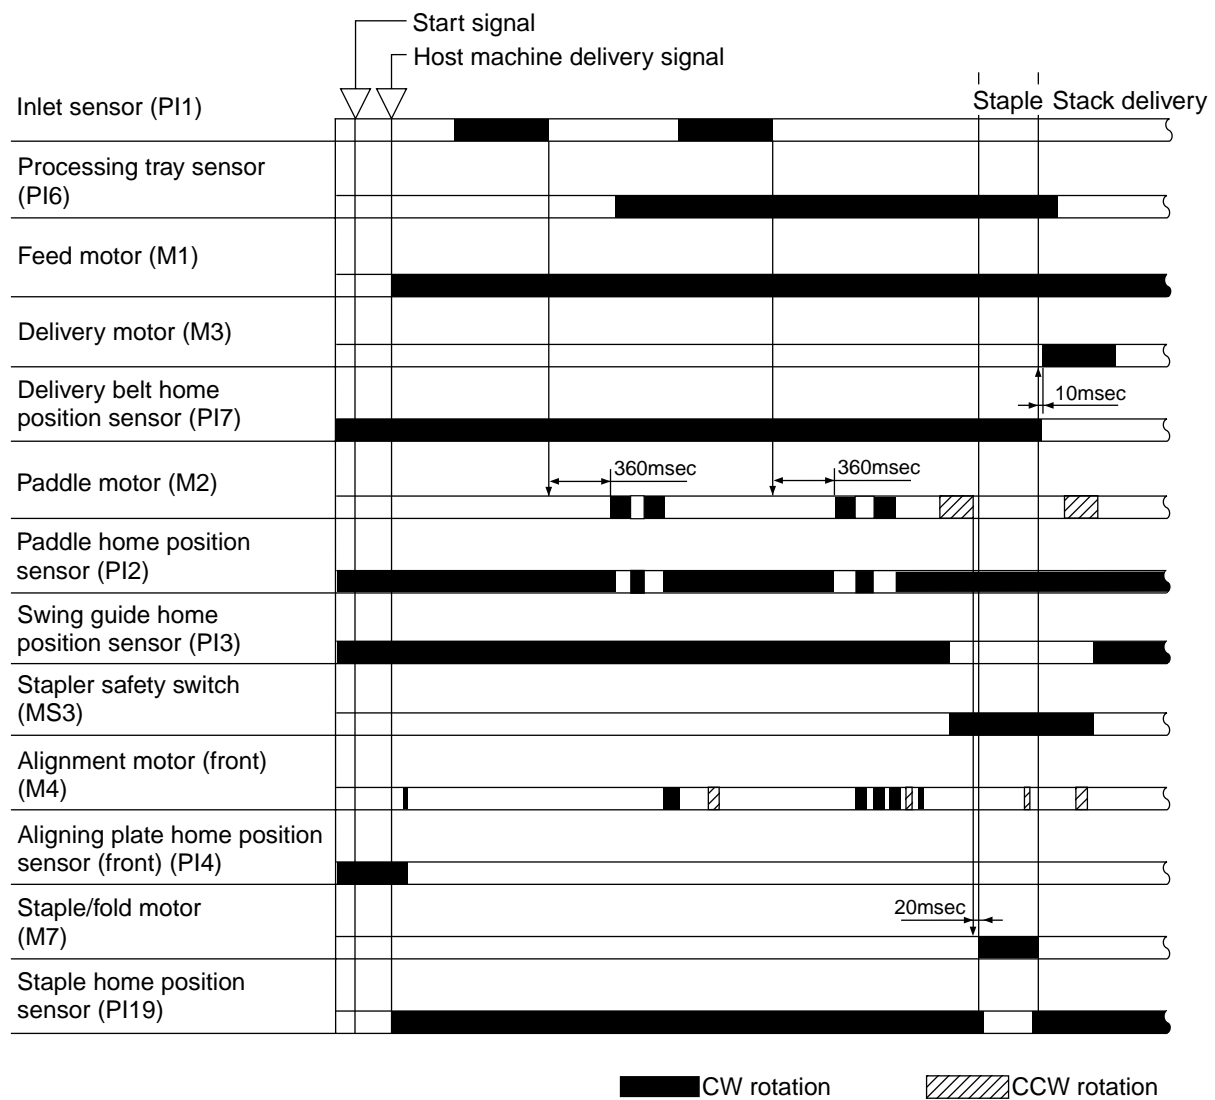 Start signal
Host machine delivery signal
Staple
Stack delivery
Inlet sensor (PI1)
Processing tray sensor
(PI6)
Feed motor (M1)
Delivery motor (M3)
Delivery belt home
position sensor (PI7)
10msec
Paddle motor (M2)
360msec
360msec
Paddle home position
sensor (PI2)
Swing guide home
position sensor (PI3)
Stapler safety switch
(MS3)
Alignment motor (front)
(M4)
Aligning plate home position
sensor (front) (PI4)
Staple/fold motor
(M7)
20msec
Staple home position
sensor (PI19)
CW rotation
CCW rotation